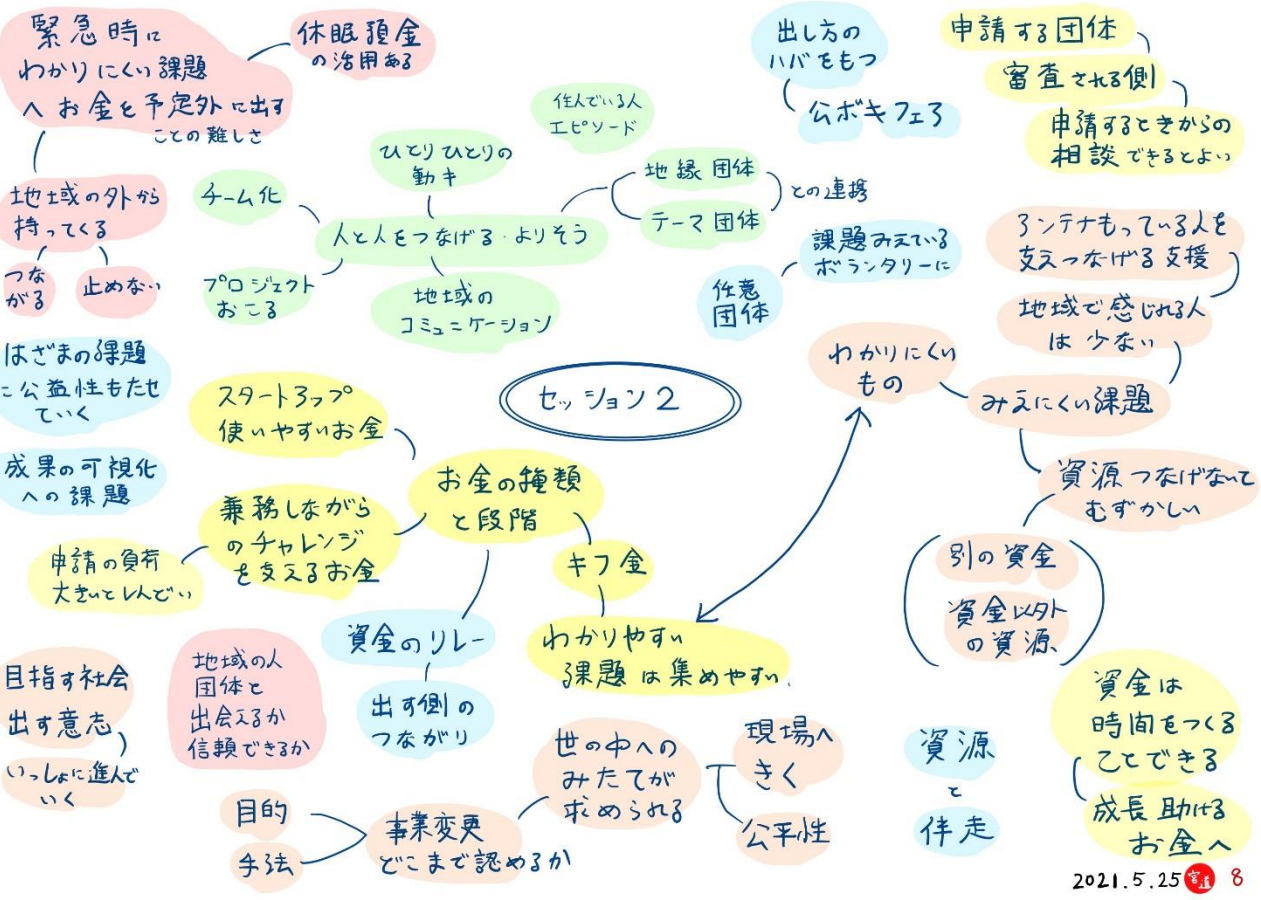 緊急時に
わかりにくい課題
へお金を予定外に出す
ことの難しさ
休眠預金
の活用ある
地域の外から
持ってくる
つな
がる
止めない
はざまの課題
に公益性もたせ
ていく
成果の可視化
への課題
チーム化
ひとりひとりの
動き
住んでいる人
エピソード
人と人をつなげる・よりそう
地縁団体
テーマ団体
との連携
プロジェクト
おこる
地域の
コミュニケーション
出し方の
ハバをもつ
公ボキフェス
課題みえている
ボランタリーに
任意
団体
申請する団体
審査される側
申請するときからの
相談できるとよい
アンテナもっている人を
支えつなげる支援
地域で感じれる人
は少ない
わかりにくい
もの
みえにくい課題
資源つなげないて
むずかしい
別の資金
資金以外
の資源
セッション2
スタートアップ
使いやすいお金
お金の種類
と段階
兼務しながら
のチャレンジ
を支えるお金
申請の負荷
大きいとしんどい
キフ金
わかりやすい
課題は集めやすい
資金のリレー
出す側の
つながり
地域の人
団体と
出会えるか
信頼できるか
目指す社会
出す意志
いっしょに進んで
いく
目的
手法
事業変更
どこまで認めるか
世の中への
みたてが
求められる
現場へ
きく
公平性
資源
と
伴走
資金は
時間をつくる
ことできる
成長助ける
お金へ
2021.5.25
8